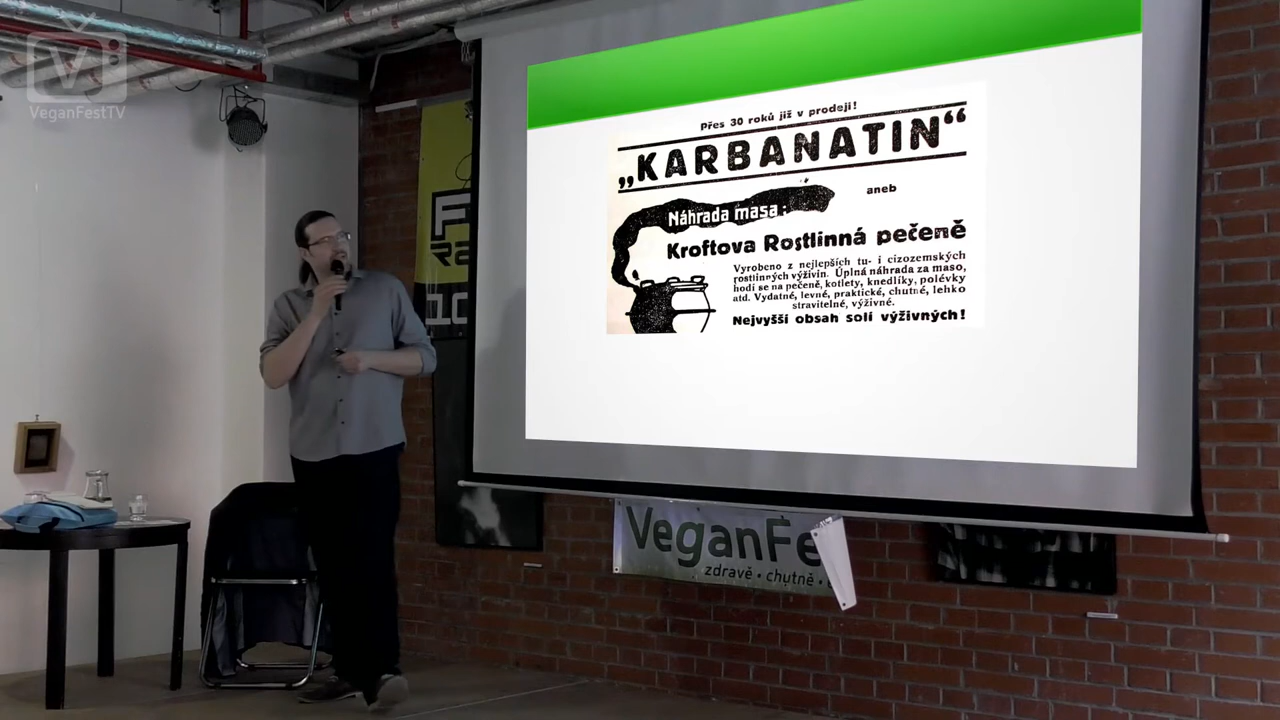 VeganFestTV
Přes 30 roků již v prodeji!
„KARBANATIN“
aneb
Náhrada masa:
Kroftova Rostlinná pečeně
Vyrobeno z nejlepších tu- i cizozemských
rostlinných výživin. Úplná náhrada za maso,
hodí se na pečeně, kotlety, knedlíky, polévky
atd. Vydatné, levné, praktické, chutné, lehko
stravitelné, výživné.
Nejvyšší obsah solí výživných!
VeganFe
zdravě • chutně •